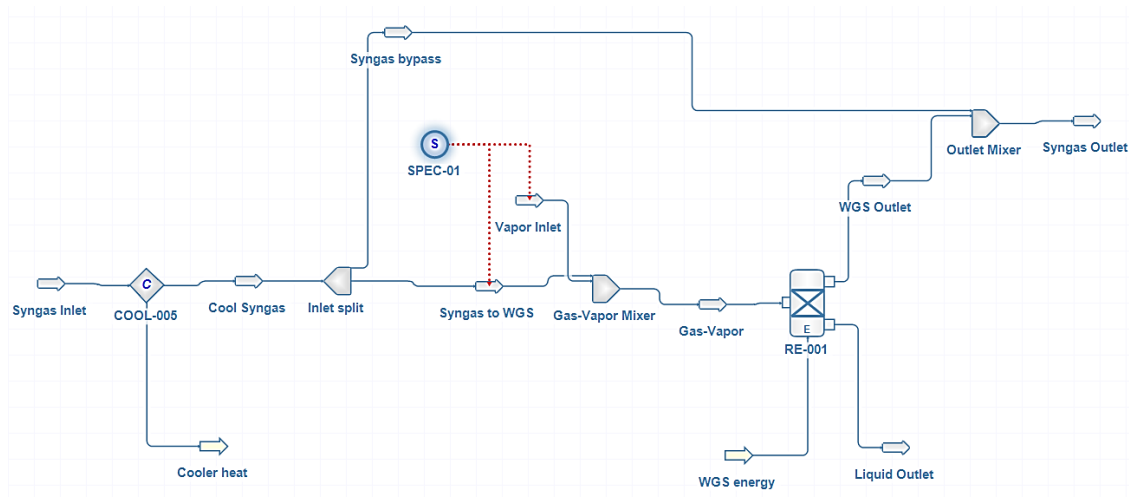 Syngas bypass
S
SPEC-01
Outlet Mixer
Syngas Outlet
Vapor Inlet
WGS Outlet
C
Syngas Inlet
COOL-005
Cool Syngas
Inlet split
Syngas to WGS
Gas-Vapor Mixer
Gas-Vapor
E
RE-001
Cooler heat
WGS energy
Liquid Outlet